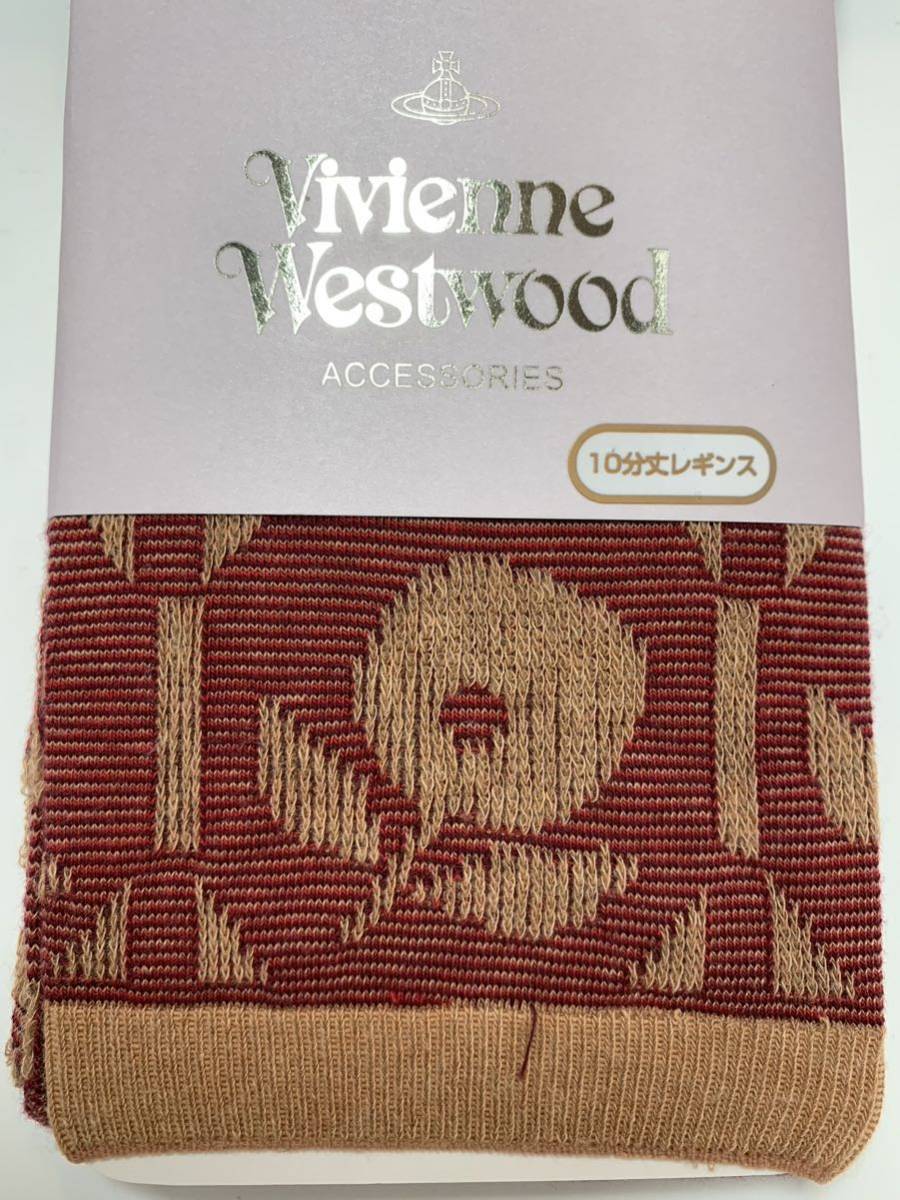 Vivienne
Westwood
ACCESSORIES
10分丈レギンス